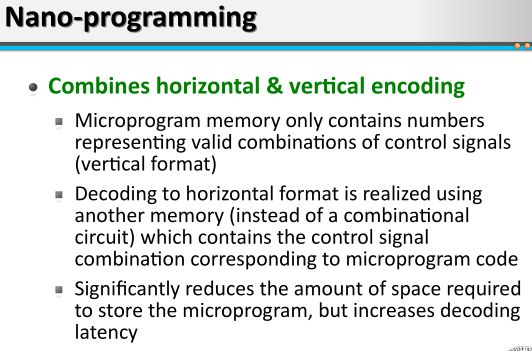 Nano-programming
Combines horizontal & vertical encoding
Microprogram memory only contains numbers
representing valid combinations of control signals
(vertical format)
Decoding to horizontal format is realized using
another memory (instead of a combinational
circuit) which contains the control signal
combination corresponding to microprogram code
Significantly reduces the amount of space required
to store the microprogram, but increases decoding
latency